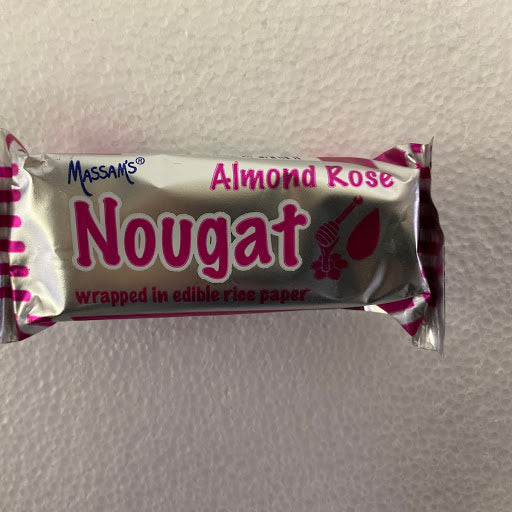 MASSAM'S®
Almond Rose
Nougat
wrapped in edible rice paper